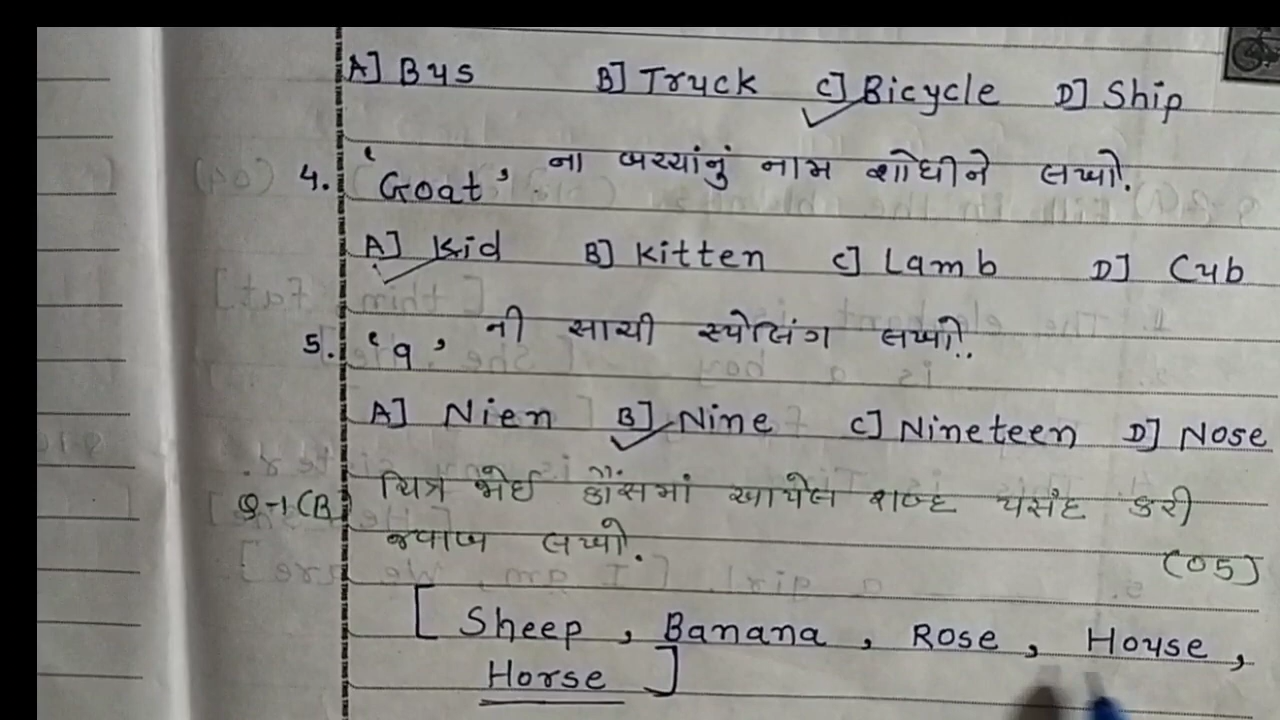 A] Bus B] Truck C] Bicycle D] Ship
4. 'Goat' ના બચ્ચાંનું નામ શોધીને લખો.
A] Kid B] Kitten C] Lamb D] Cub
5. '9' ની સાચી સ્પેલિંગ લખો.
A] Nien B] Nine C] Nineteen D] Nose
Q-1(B) ચિત્ર જોઈ કૌંસમાં આપેલ શબ્દ પસંદ કરી
જવાબ લખો. (05)
[ Sheep , Banana , Rose , House ,
Horse ]